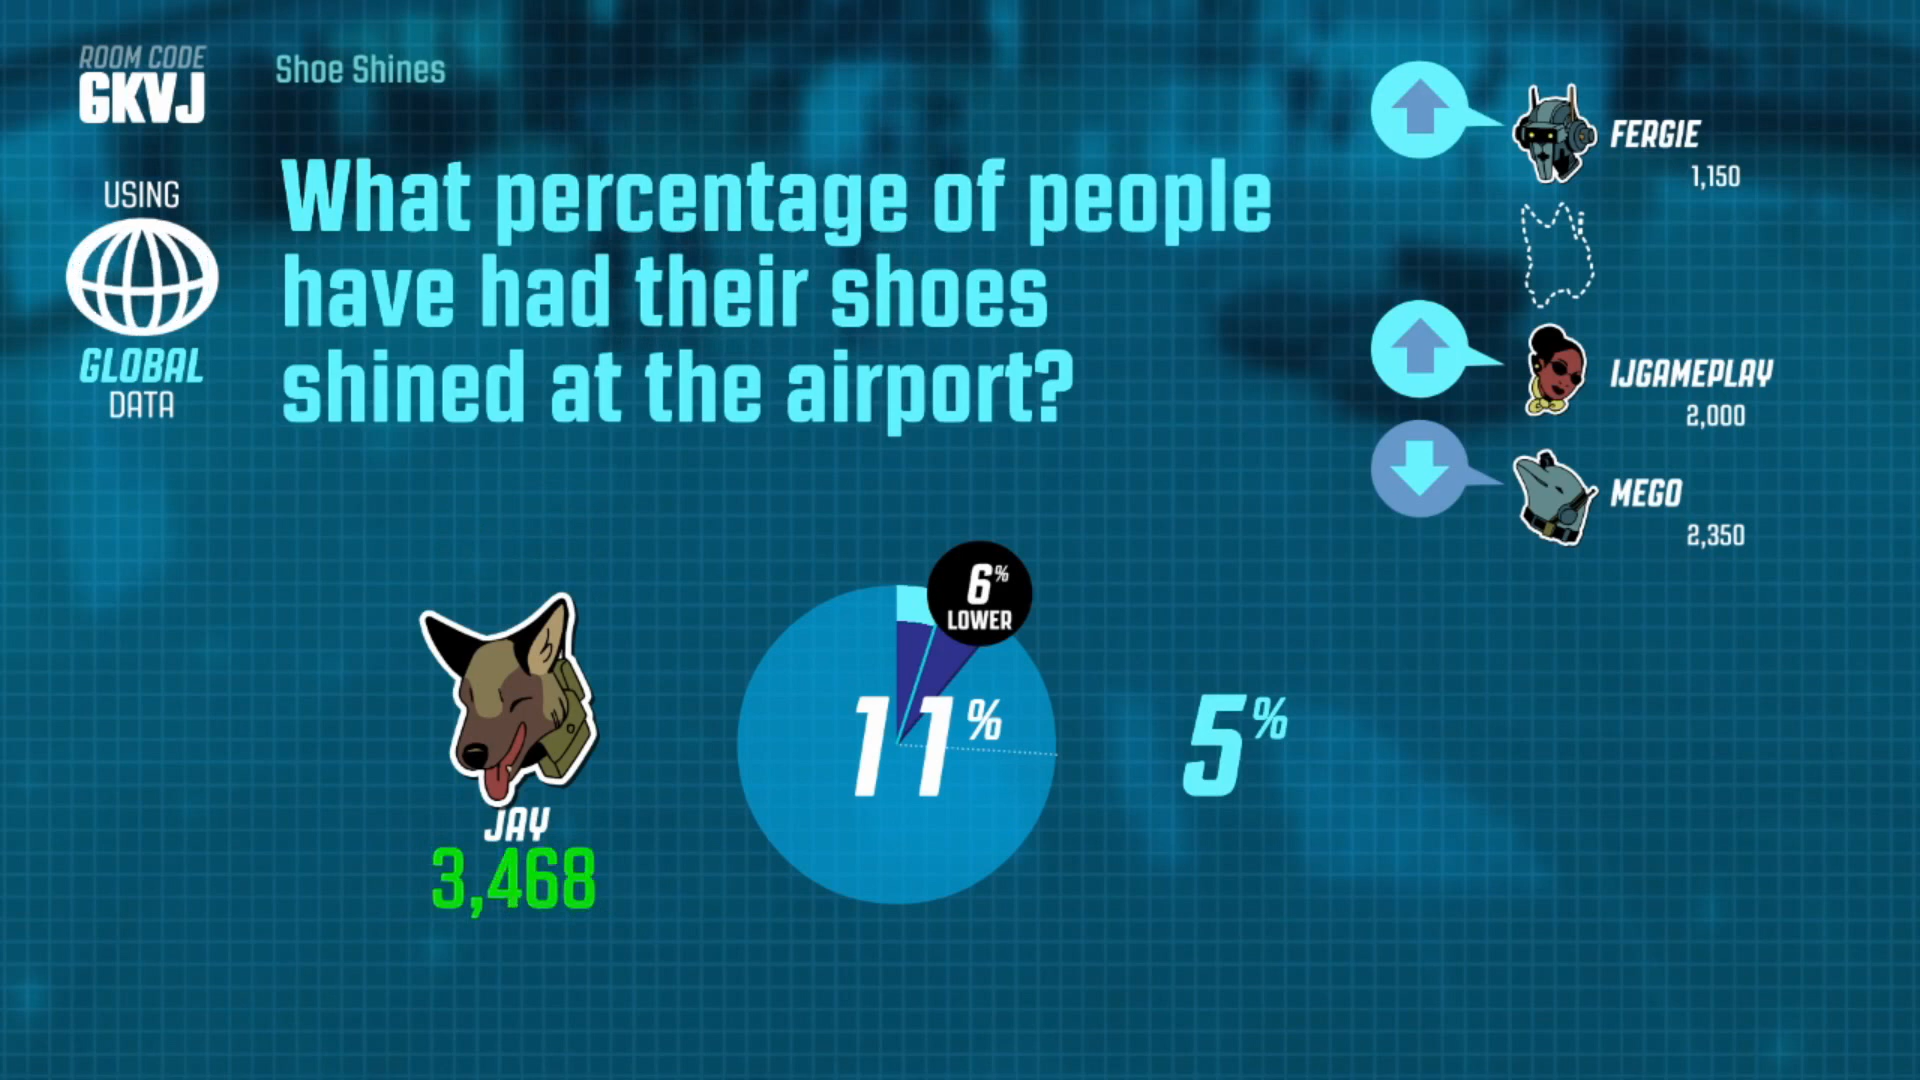 ROOM CODE
6KVJ
Shoe Shines
USING
GLOBAL
DATA
What percentage of people
have had their shoes
shined at the airport?
FERGIE
1,150
IJGAMEPLAY
2,000
MEGO
2,350
6%
LOWER
11%
5%
JAY
3,468